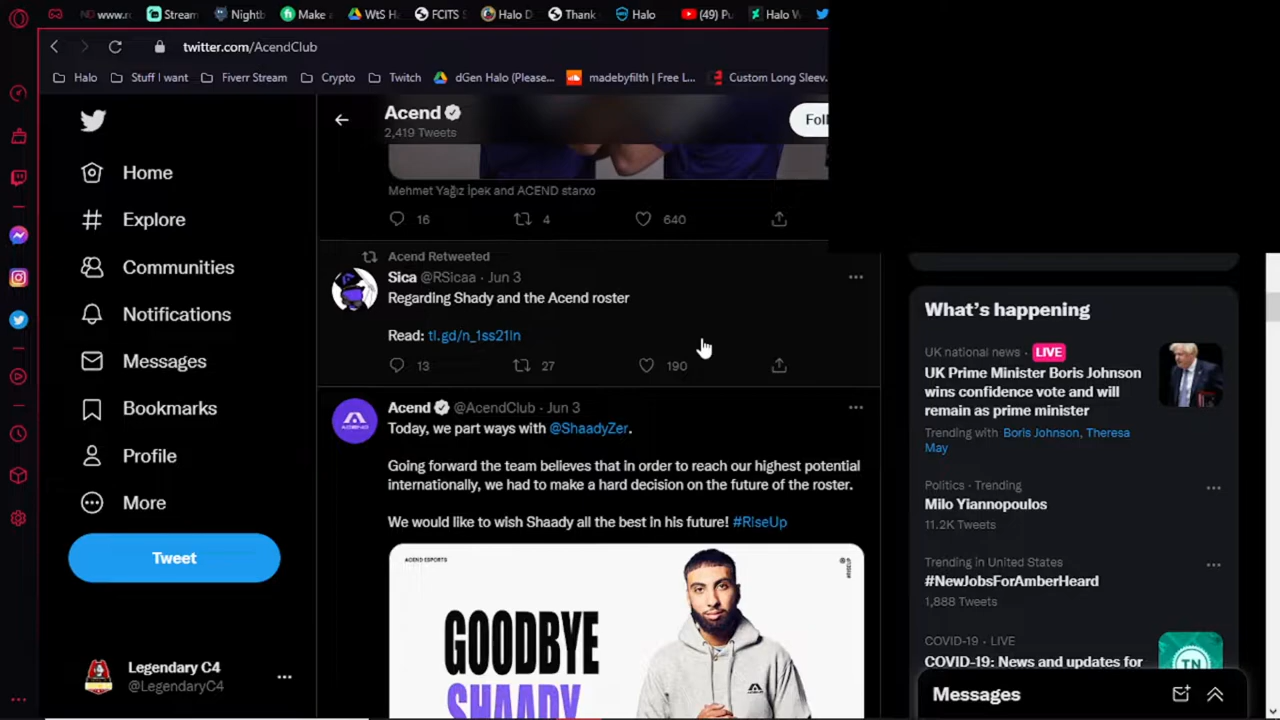 Stream
Nightb
Make
WtS H
FCITS
Halo D
Thank
Halo
(49) Pu
Halo W
twitter.com/AcendClub
Halo
Stuff I want
Fiverr Stream
Crypto
Twitch
dGen Halo (Please...
madebyfilth | Free L...
Custom Long Sleev.
Acend
2,419 Tweets
Foll
Home
Explore
Communities
Notifications
Messages
Bookmarks
Profile
More
Tweet
Legendary C4
@LegendaryC4
Mehmet Yağız İpek and ACEND starxo
16
4
640
Acend Retweeted
Sica @RSicaa · Jun 3
Regarding Shady and the Acend roster
Read: tl.gd/n_1ss21ln
13
27
190
Acend @AcendClub · Jun 3
Today, we part ways with @ShaadyZer.
Going forward the team believes that in order to reach our highest potential
internationally, we had to make a hard decision on the future of the roster.
We would like to wish Shaady all the best in his future! #RiseUp
ACEND ESPORTS
GOODBYE
SHAADY
What's happening
UK national news · LIVE
UK Prime Minister Boris Johnson
wins confidence vote and will
remain as prime minister
Trending with Boris Johnson, Theresa
May
Politics · Trending
Milo Yiannopoulos
11.2K Tweets
Trending in United States
#NewJobsForAmberHeard
1,888 Tweets
COVID-19 · LIVE
COVID-19: News and updates for
TN
Messages